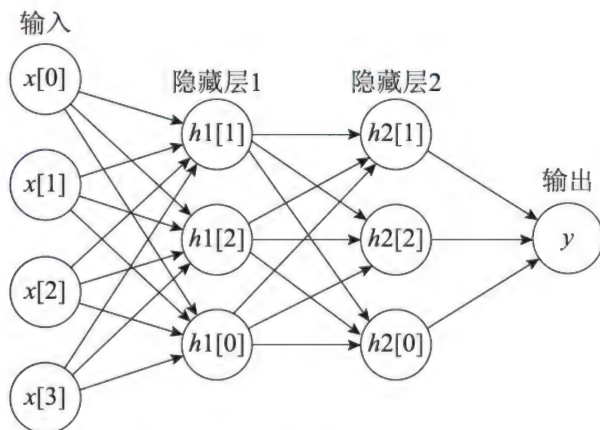 输入
x[0]
x[1]
x[2]
x[3]
隐藏层1
h1[1]
h1[2]
h1[0]
隐藏层2
h2[1]
h2[2]
h2[0]
输出
y